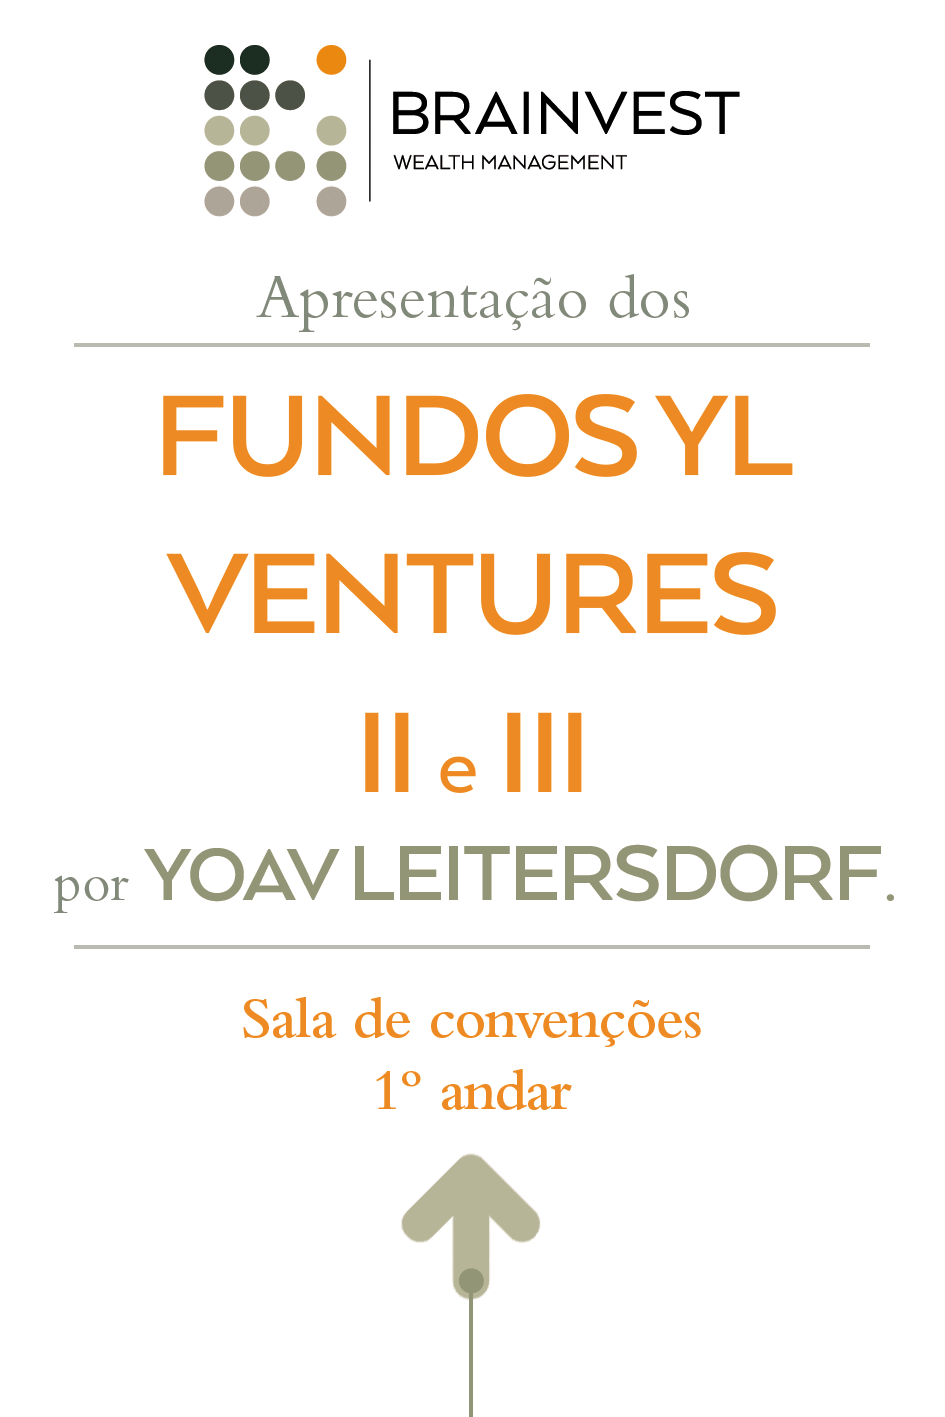 BRAINVEST
WEALTH MANAGEMENT
Apresentação dos
FUNDOS YL
VENTURES
II e III
por YOAV LEITERSDORF.
Sala de convenções
1º andar